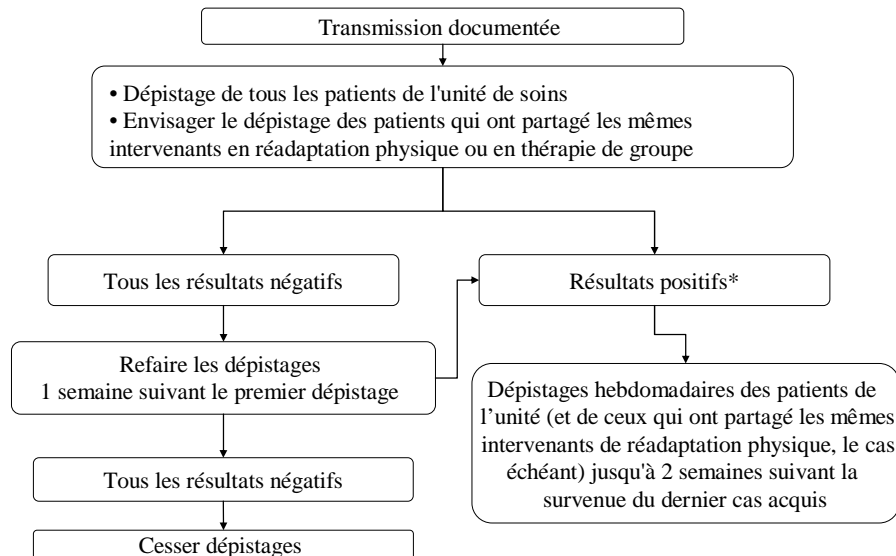 Transmission documentée
• Dépistage de tous les patients de l'unité de soins
• Envisager le dépistage des patients qui ont partagé les mêmes
intervenants en réadaptation physique ou en thérapie de groupe
Tous les résultats négatifs
Résultats positifs*
Refaire les dépistages
1 semaine suivant le premier dépistage
Dépistages hebdomadaires des patients de
l’unité (et de ceux qui ont partagé les mêmes
intervenants de réadaptation physique, le cas
échéant) jusqu'à 2 semaines suivant la
survenue du dernier cas acquis
Tous les résultats négatifs
Cesser dépistages